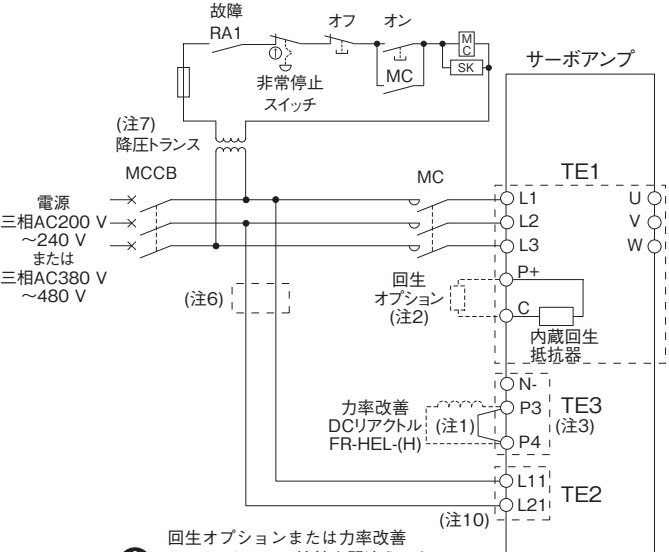 故障
RA1
オフ
オン
MC
SK
MC
非常停止
スイッチ
サーボアンプ
(注7)
降圧トランス
MCCB
MC
TE1
電源
三相AC200 V
～240 V
または
三相AC380 V
～480 V
L1
L2
L3
U
V
W
P+
C
回生
オプション
(注2)
内蔵回生
抵抗器
(注6)
N-
P3
P4
TE3
(注3)
力率改善
DCリアクトル
FR-HEL-(H)
(注1)
L11
L21
TE2
(注10)
回生オプションまたは力率改善